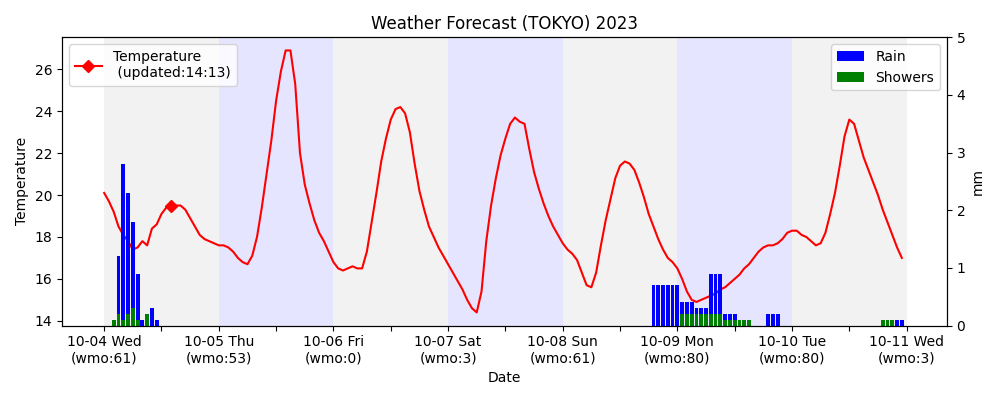 Weather Forecast (TOKYO) 2023
Temperature
(updated:14:13)
Rain
Showers
Temperature
26
24
22
20
18
16
14
5
4
3
2
1
0
mm
10-04 Wed
(wmo:61)
10-05 Thu
(wmo:53)
10-06 Fri
(wmo:0)
10-07 Sat
(wmo:3)
10-08 Sun
(wmo:61)
10-09 Mon
(wmo:80)
10-10 Tue
(wmo:80)
10-11 Wed
(wmo:3)
Date